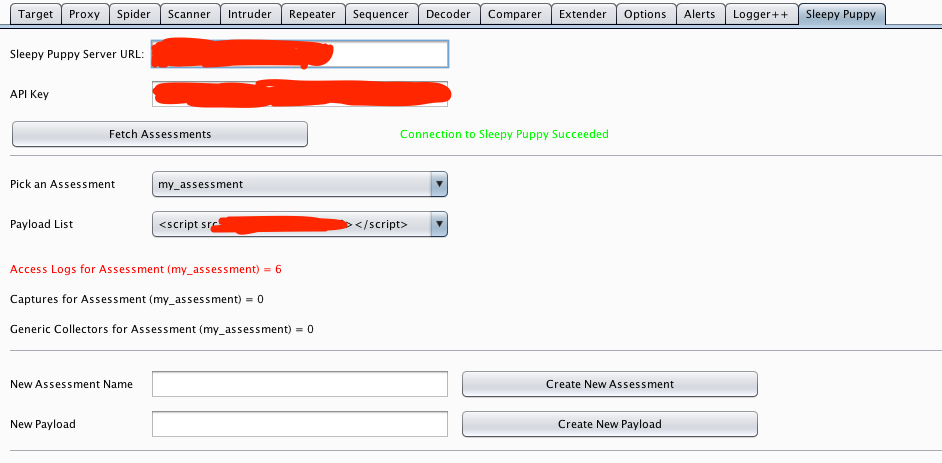 Target Proxy Spider Scanner Intruder Repeater Sequencer Decoder Comparer Extender Options Alerts Logger++ Sleepy Puppy
Sleepy Puppy Server URL:
API Key
Fetch Assessments Connection to Sleepy Puppy Succeeded
Pick an Assessment my_assessment
Payload List <script src ></script>
Access Logs for Assessment (my_assessment) = 6
Captures for Assessment (my_assessment) = 0
Generic Collectors for Assessment (my_assessment) = 0
New Assessment Name Create New Assessment
New Payload Create New Payload